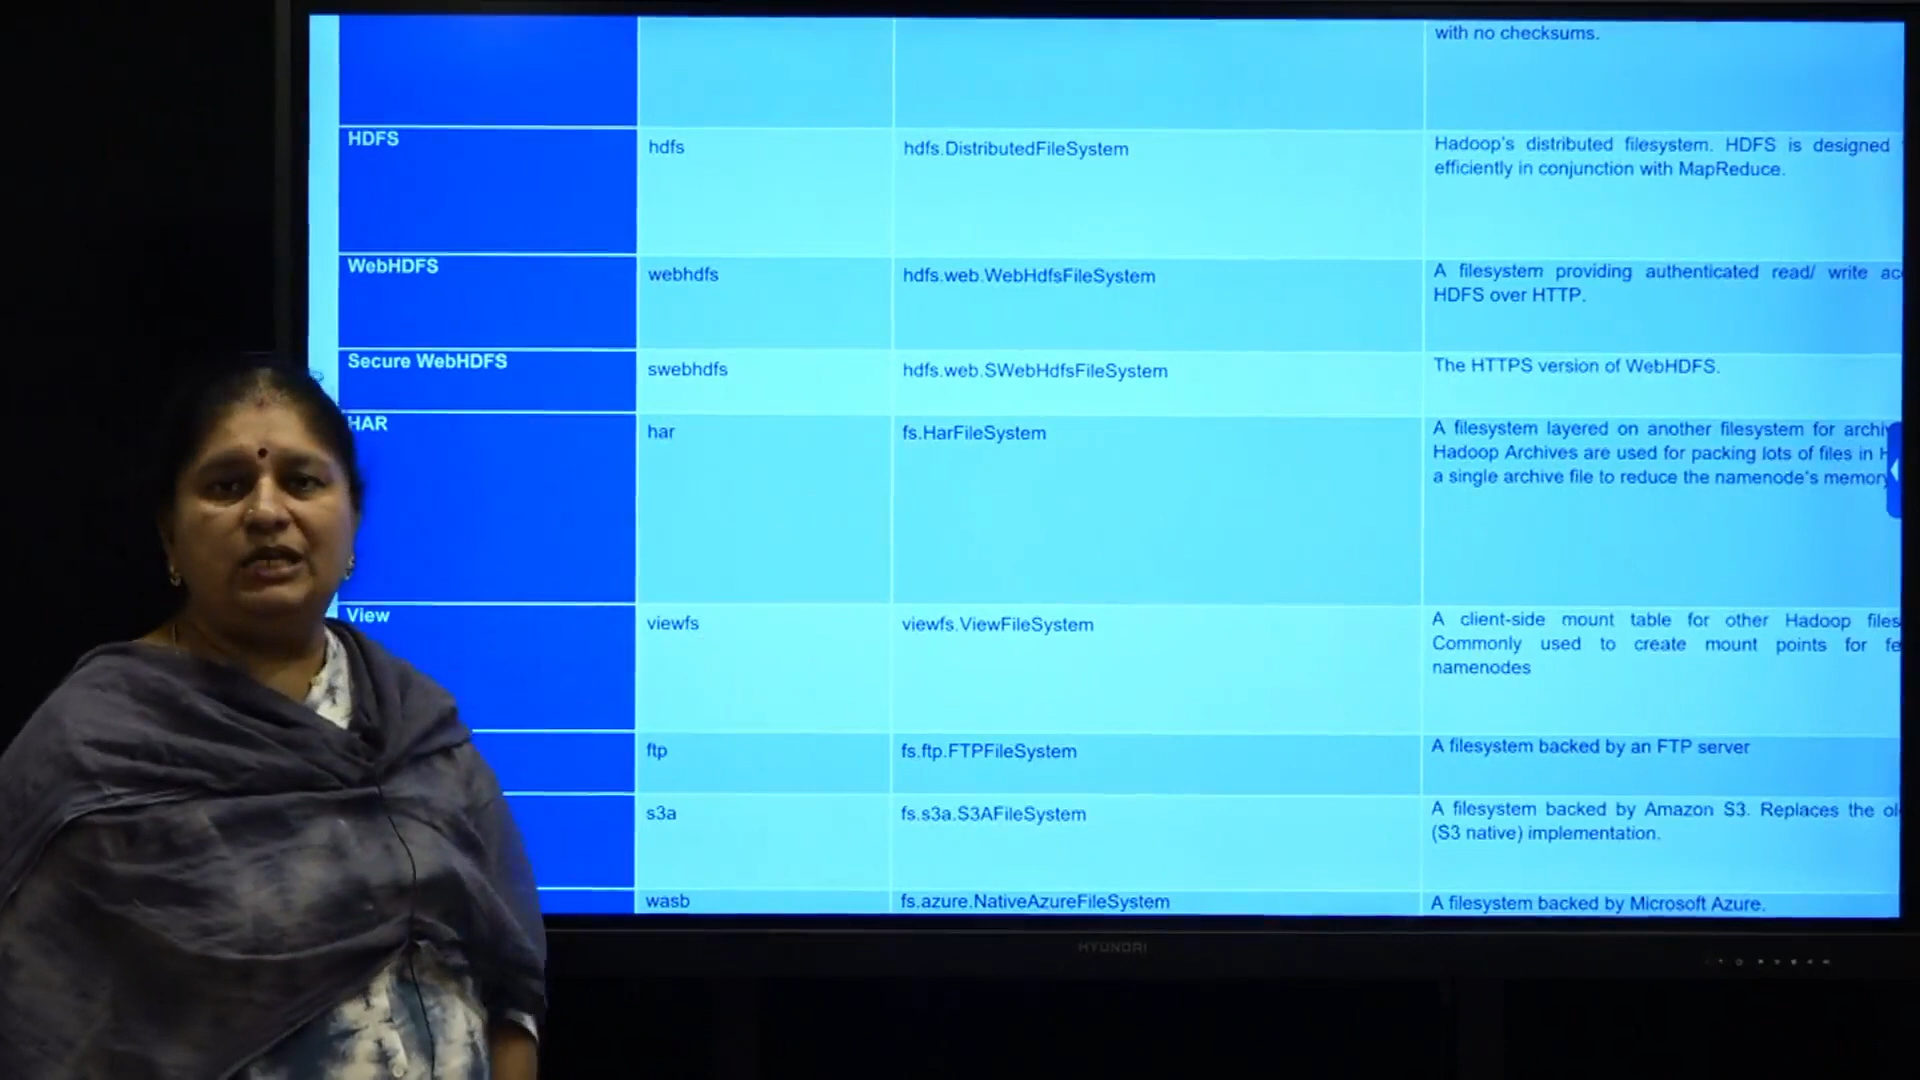 with no checksums.
HDFS hdfs hdfs.DistributedFileSystem Hadoop's distributed filesystem. HDFS is designed
efficiently in conjunction with MapReduce.
WebHDFS webhdfs hdfs.web.WebHdfsFileSystem A filesystem providing authenticated read/ write
HDFS over HTTP.
Secure WebHDFS swebhdfs hdfs.web.SWebHdfsFileSystem The HTTPS version of WebHDFS.
HAR har fs.HarFileSystem A filesystem layered on another filesystem for
Hadoop Archives are used for packing lots of files in
a single archive file to reduce the namenode's
View viewfs viewfs.ViewFileSystem A client-side mount table for other Hadoop
Commonly used to create mount points for
namenodes
ftp fs.ftp.FTPFileSystem A filesystem backed by an FTP server
s3a fs.s3a.S3AFileSystem A filesystem backed by Amazon S3. Replaces the
(S3 native) implementation.
wasb fs.azure.NativeAzureFileSystem A filesystem backed by Microsoft Azure.
HYUNDAI